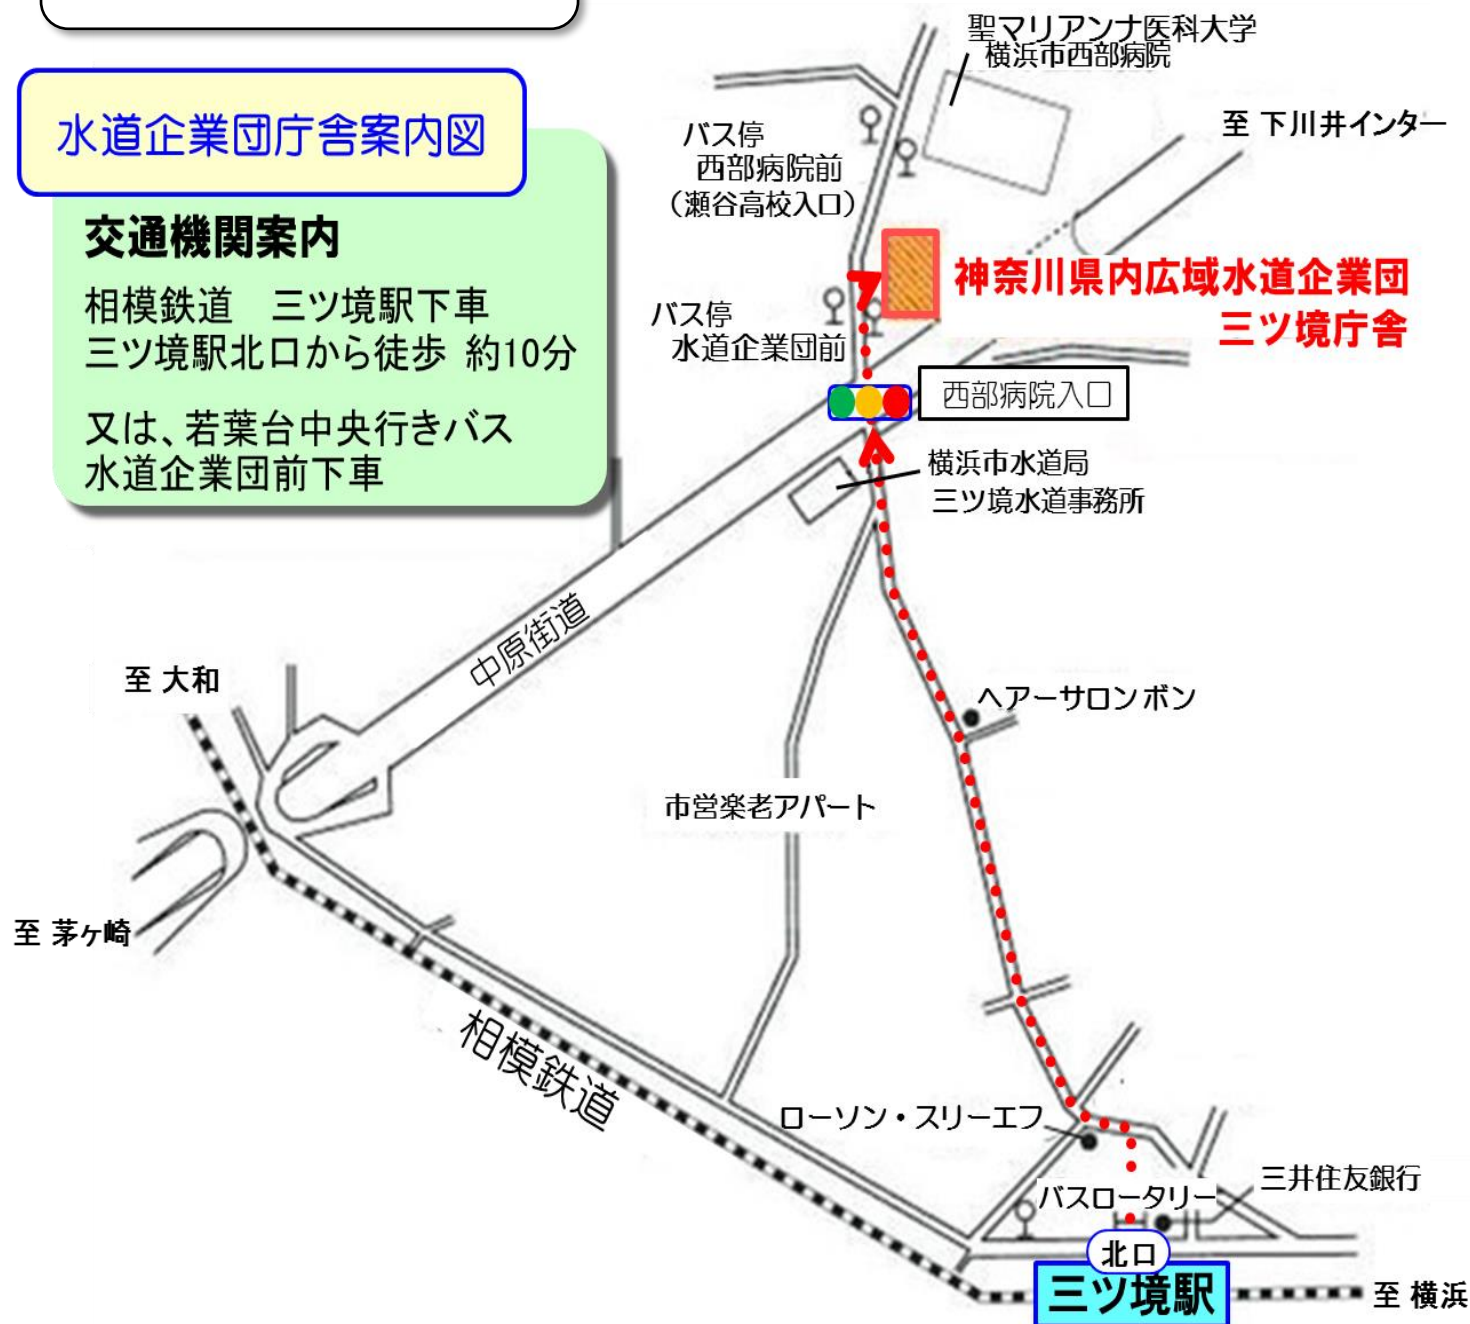 水道企業団庁舎案内図
交通機関案内
相模鉄道　三ツ境駅下車
三ツ境駅北口から徒歩 約10分
又は、若葉台中央行きバス
水道企業団前下車
聖マリアンナ医科大学
横浜市西部病院
至 下川井インター
バス停
西部病院前
（瀬谷高校入口）
神奈川県内広域水道企業団
三ツ境庁舎
バス停
水道企業団前
西部病院入口
横浜市水道局
三ツ境水道事務所
中原街道
至 大和
ヘアーサロン ボン
市営楽老アパート
至 茅ヶ崎
相模鉄道
ローソン・スリーエフ
バスロータリー
三井住友銀行
北口
三ツ境駅
至 横浜